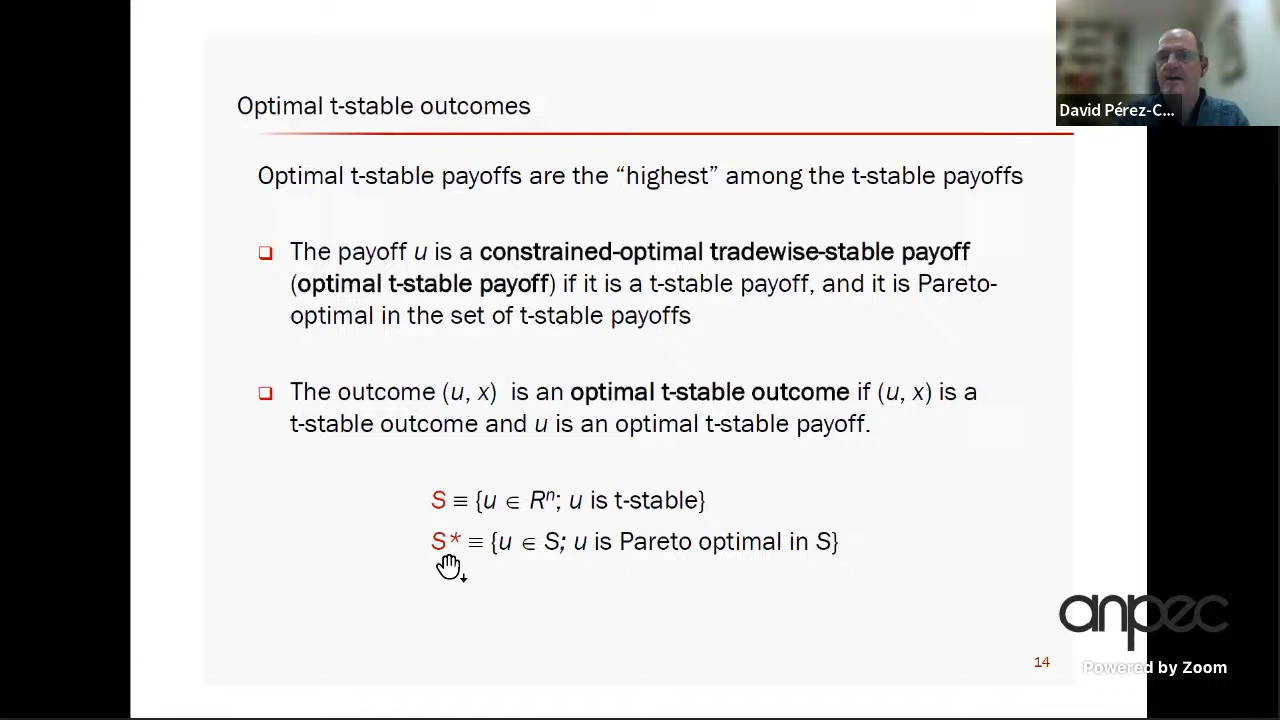 David Pérez-C...
Optimal t-stable outcomes
Optimal t-stable payoffs are the “highest” among the t-stable payoffs
❑ The payoff u is a constrained-optimal tradewise-stable payoff
(optimal t-stable payoff) if it is a t-stable payoff, and it is Pareto-
optimal in the set of t-stable payoffs
❑ The outcome (u, x) is an optimal t-stable outcome if (u, x) is a
t-stable outcome and u is an optimal t-stable payoff.
S ≡ {u ∈ Rⁿ; u is t-stable}
S* ≡ {u ∈ S; u is Pareto optimal in S}
anpec
14
Powered by Zoom